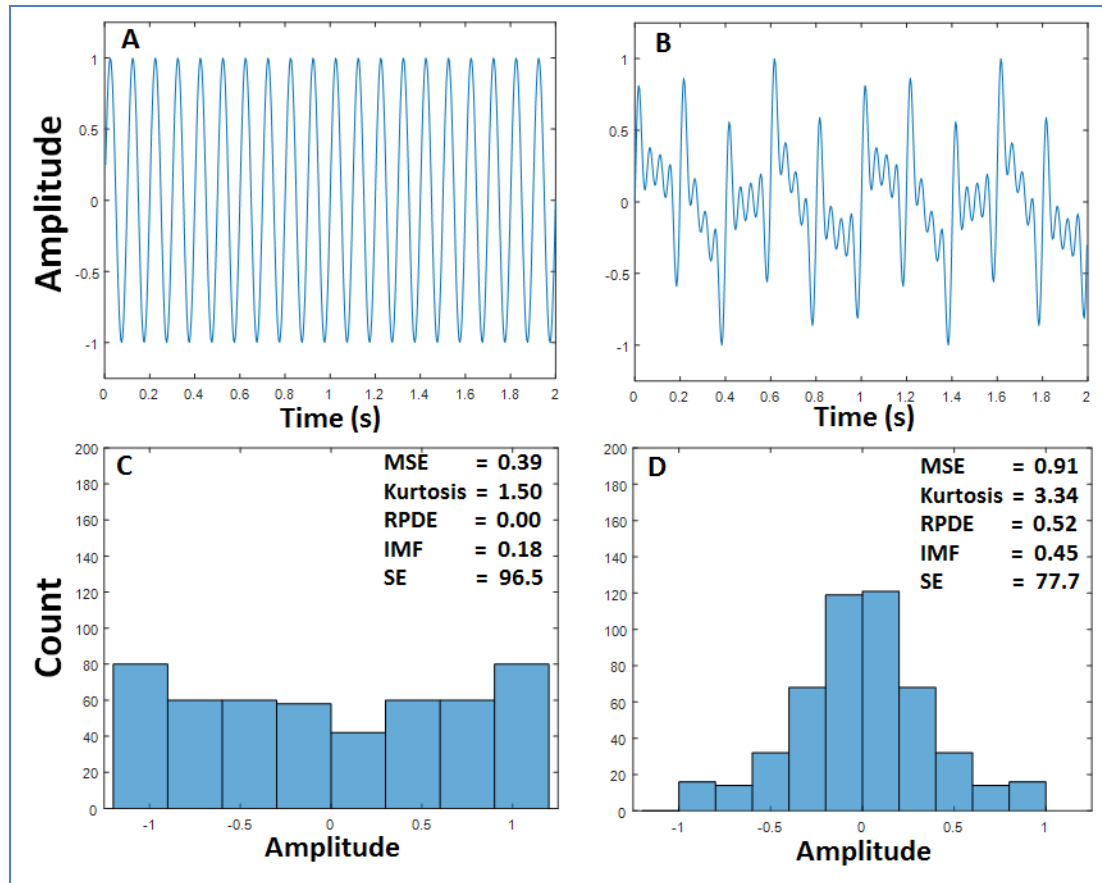 A
Amplitude
1
0.5
0
-0.5
-1
0 0.2 0.4 0.6 0.8 1 1.2 1.4 1.6 1.8 2
Time (s)
B
1
0.5
0
-0.5
-1
0 0.2 0.4 0.6 0.8 1 1.2 1.4 1.6 1.8 2
Time (s)
C
MSE = 0.39
Kurtosis = 1.50
RPDE = 0.00
IMF = 0.18
SE = 96.5
Count
200
180
160
140
120
100
80
60
40
20
0
-1 -0.5 0 0.5 1
Amplitude
D
MSE = 0.91
Kurtosis = 3.34
RPDE = 0.52
IMF = 0.45
SE = 77.7
200
180
160
140
120
100
80
60
40
20
0
-1 -0.5 0 0.5 1
Amplitude